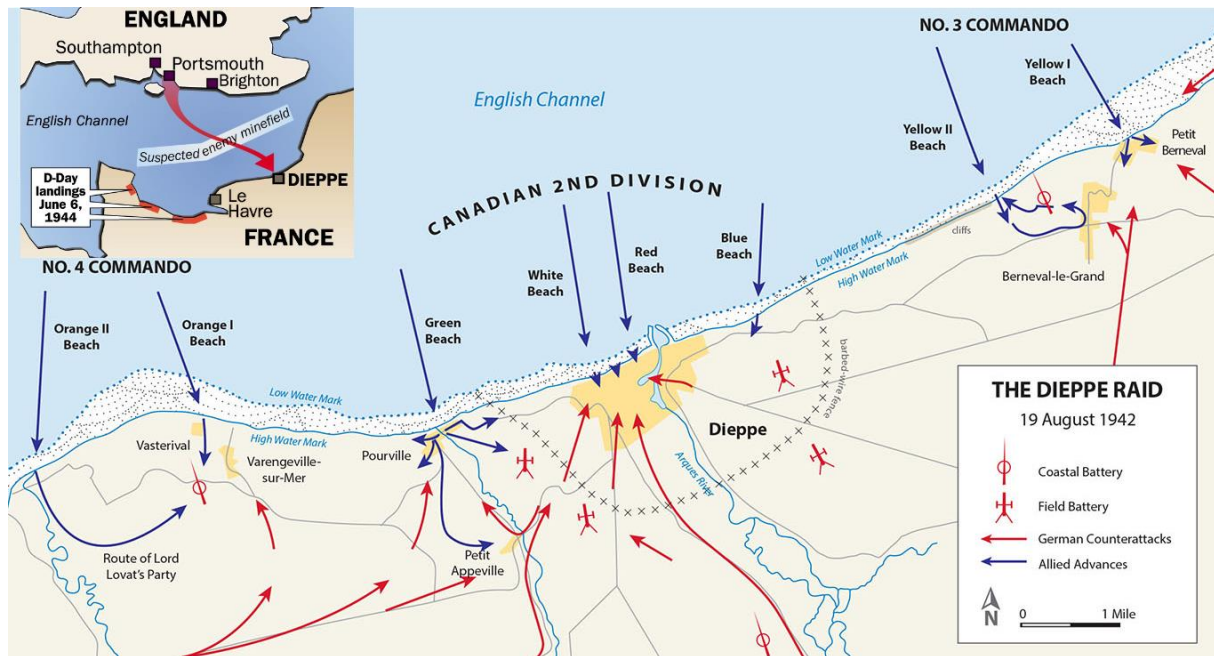 ENGLAND
Southampton
Portsmouth
Brighton
English Channel
Suspected enemy minefield
DIEPPE
D-Day
landings
June 6,
1944
Le
Havre
FRANCE
NO. 3 COMMANDO
Yellow I
Beach
English Channel
Yellow II
Beach
Petit
Berneval
CANADIAN 2ND DIVISION
cliffs
Low Water Mark
High Water Mark
Berneval-le-Grand
Blue
Beach
Red
Beach
White
Beach
NO. 4 COMMANDO
Orange II
Beach
Orange I
Beach
Green
Beach
Low Water Mark
High Water Mark
barbed-wire fence
Vasterival
Varengeville-
sur-Mer
Pourville
Dieppe
Arques River
Route of Lord
Lovat's Party
Petit
Appeville
THE DIEPPE RAID
19 August 1942
Coastal Battery
Field Battery
German Counterattacks
Allied Advances
N
0 1 Mile